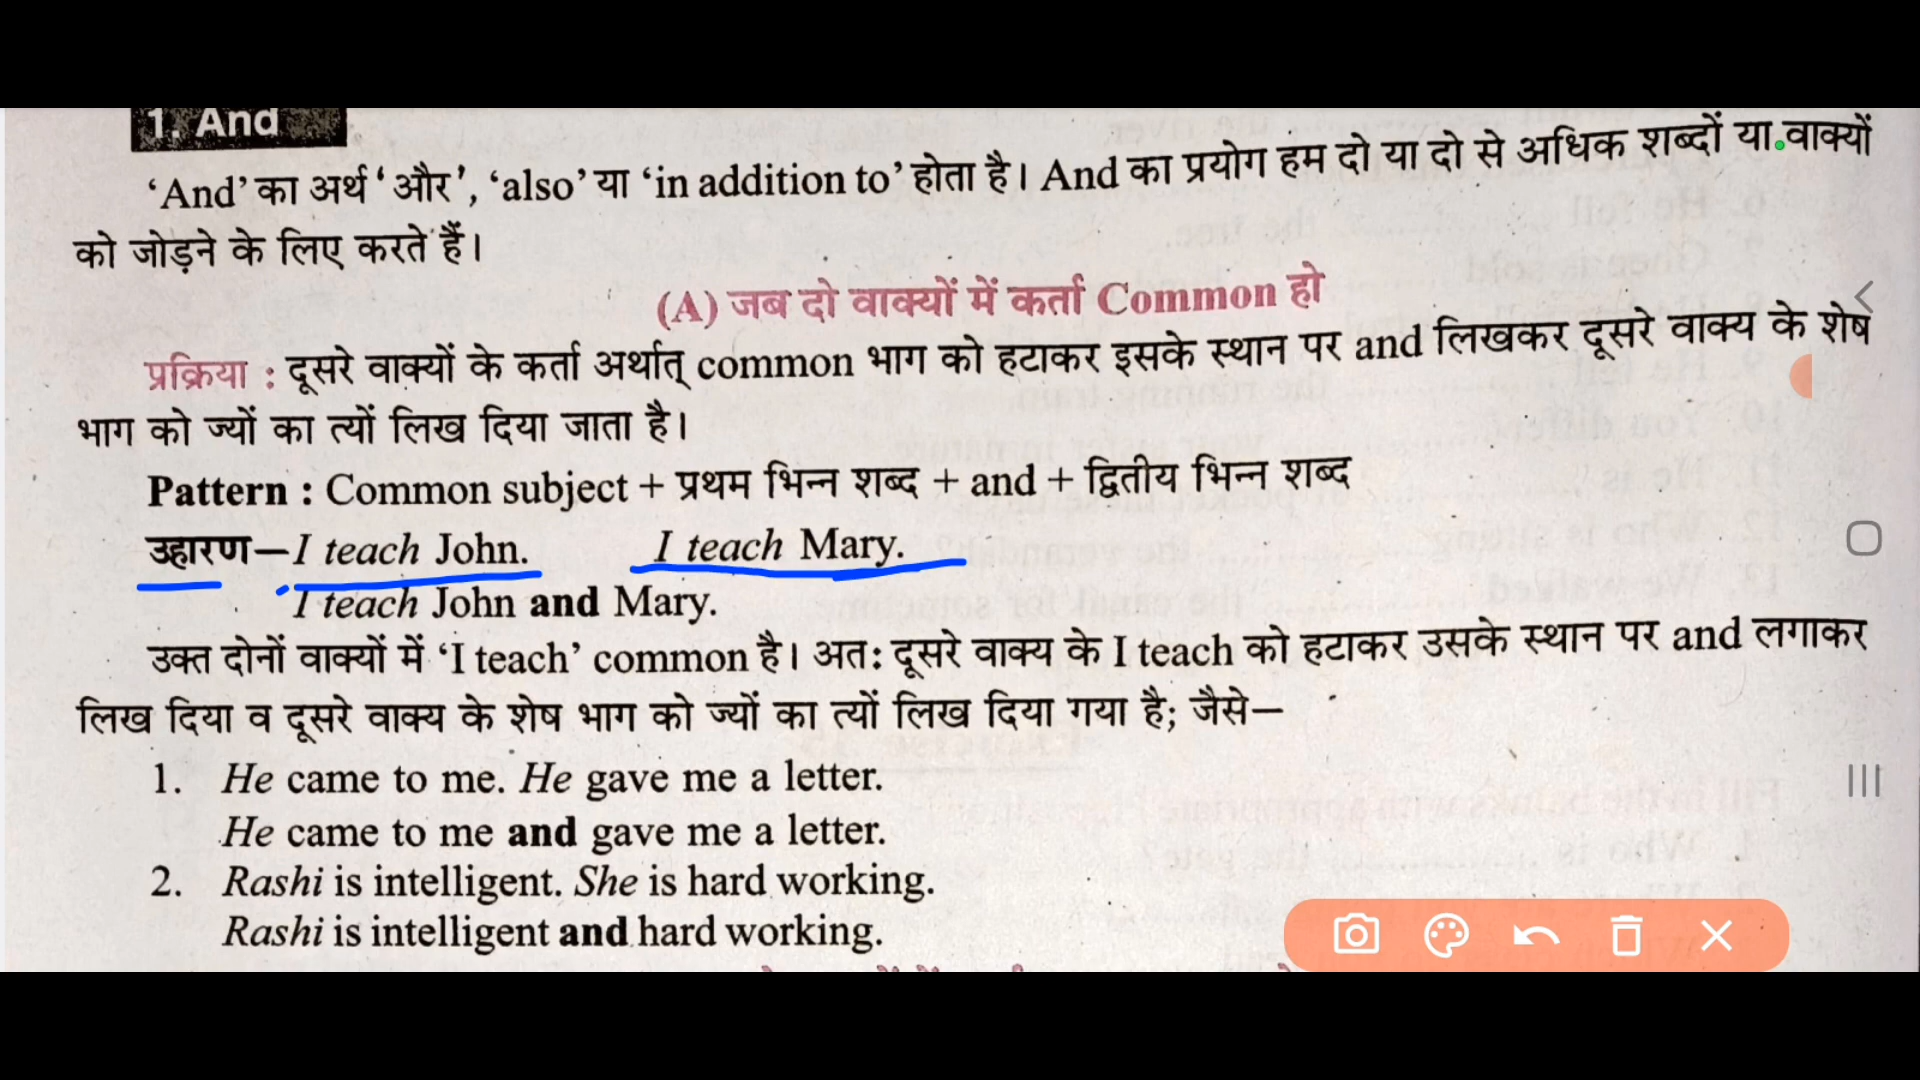 1. And
‘And’ का अर्थ ‘ और ’, ‘also’ या ‘in addition to’ होता है। And का प्रयोग हम दो या दो से अधिक शब्दों या वाक्यों
को जोड़ने के लिए करते हैं।
(A) जब दो वाक्यों में कर्ता Common हो
प्रक्रिया : दूसरे वाक्यों के कर्ता अर्थात् common भाग को हटाकर इसके स्थान पर and लिखकर दूसरे वाक्य के शेष
भाग को ज्यों का त्यों लिख दिया जाता है।
Pattern : Common subject + प्रथम भिन्न शब्द + and + द्वितीय भिन्न शब्द
उहारण—I teach John. I teach Mary.
I teach John and Mary.
उक्त दोनों वाक्यों में ‘I teach’ common है। अत: दूसरे वाक्य के I teach को हटाकर उसके स्थान पर and लगाकर
लिख दिया व दूसरे वाक्य के शेष भाग को ज्यों का त्यों लिख दिया गया है; जैसे—
1. He came to me. He gave me a letter.
He came to me and gave me a letter.
2. Rashi is intelligent. She is hard working.
Rashi is intelligent and hard working.